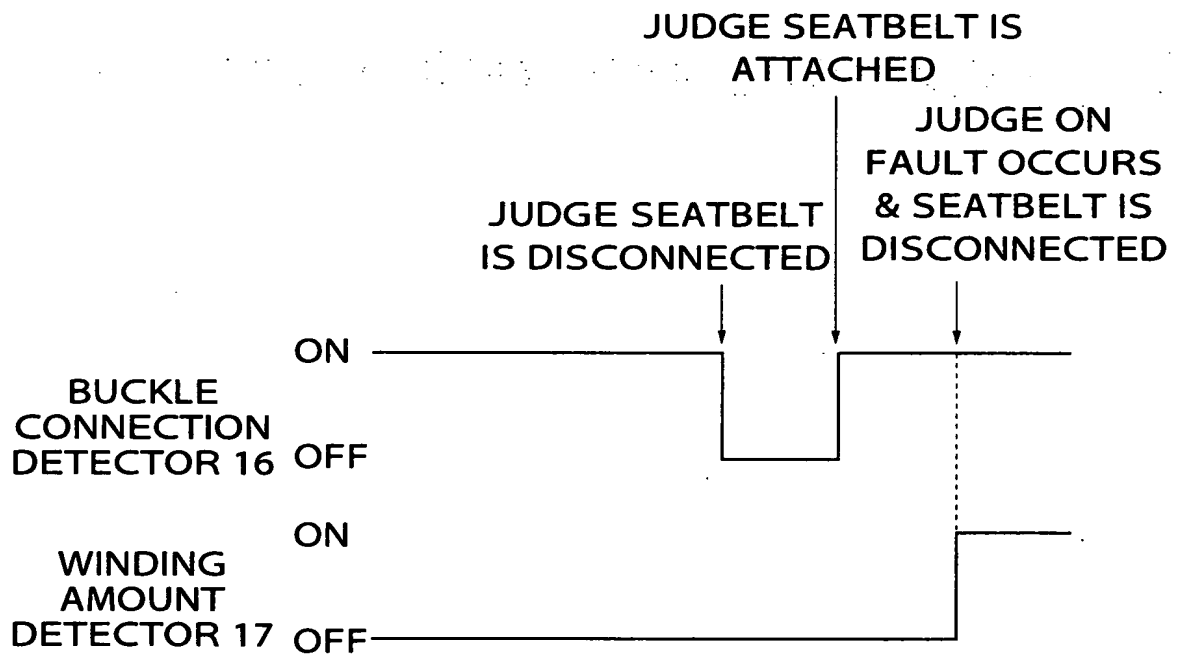 JUDGE SEATBELT IS
ATTACHED
JUDGE ON
FAULT OCCURS
& SEATBELT IS
DISCONNECTED
JUDGE SEATBELT
IS DISCONNECTED
ON
BUCKLE
CONNECTION
DETECTOR 16
OFF
ON
WINDING
AMOUNT
DETECTOR 17
OFF